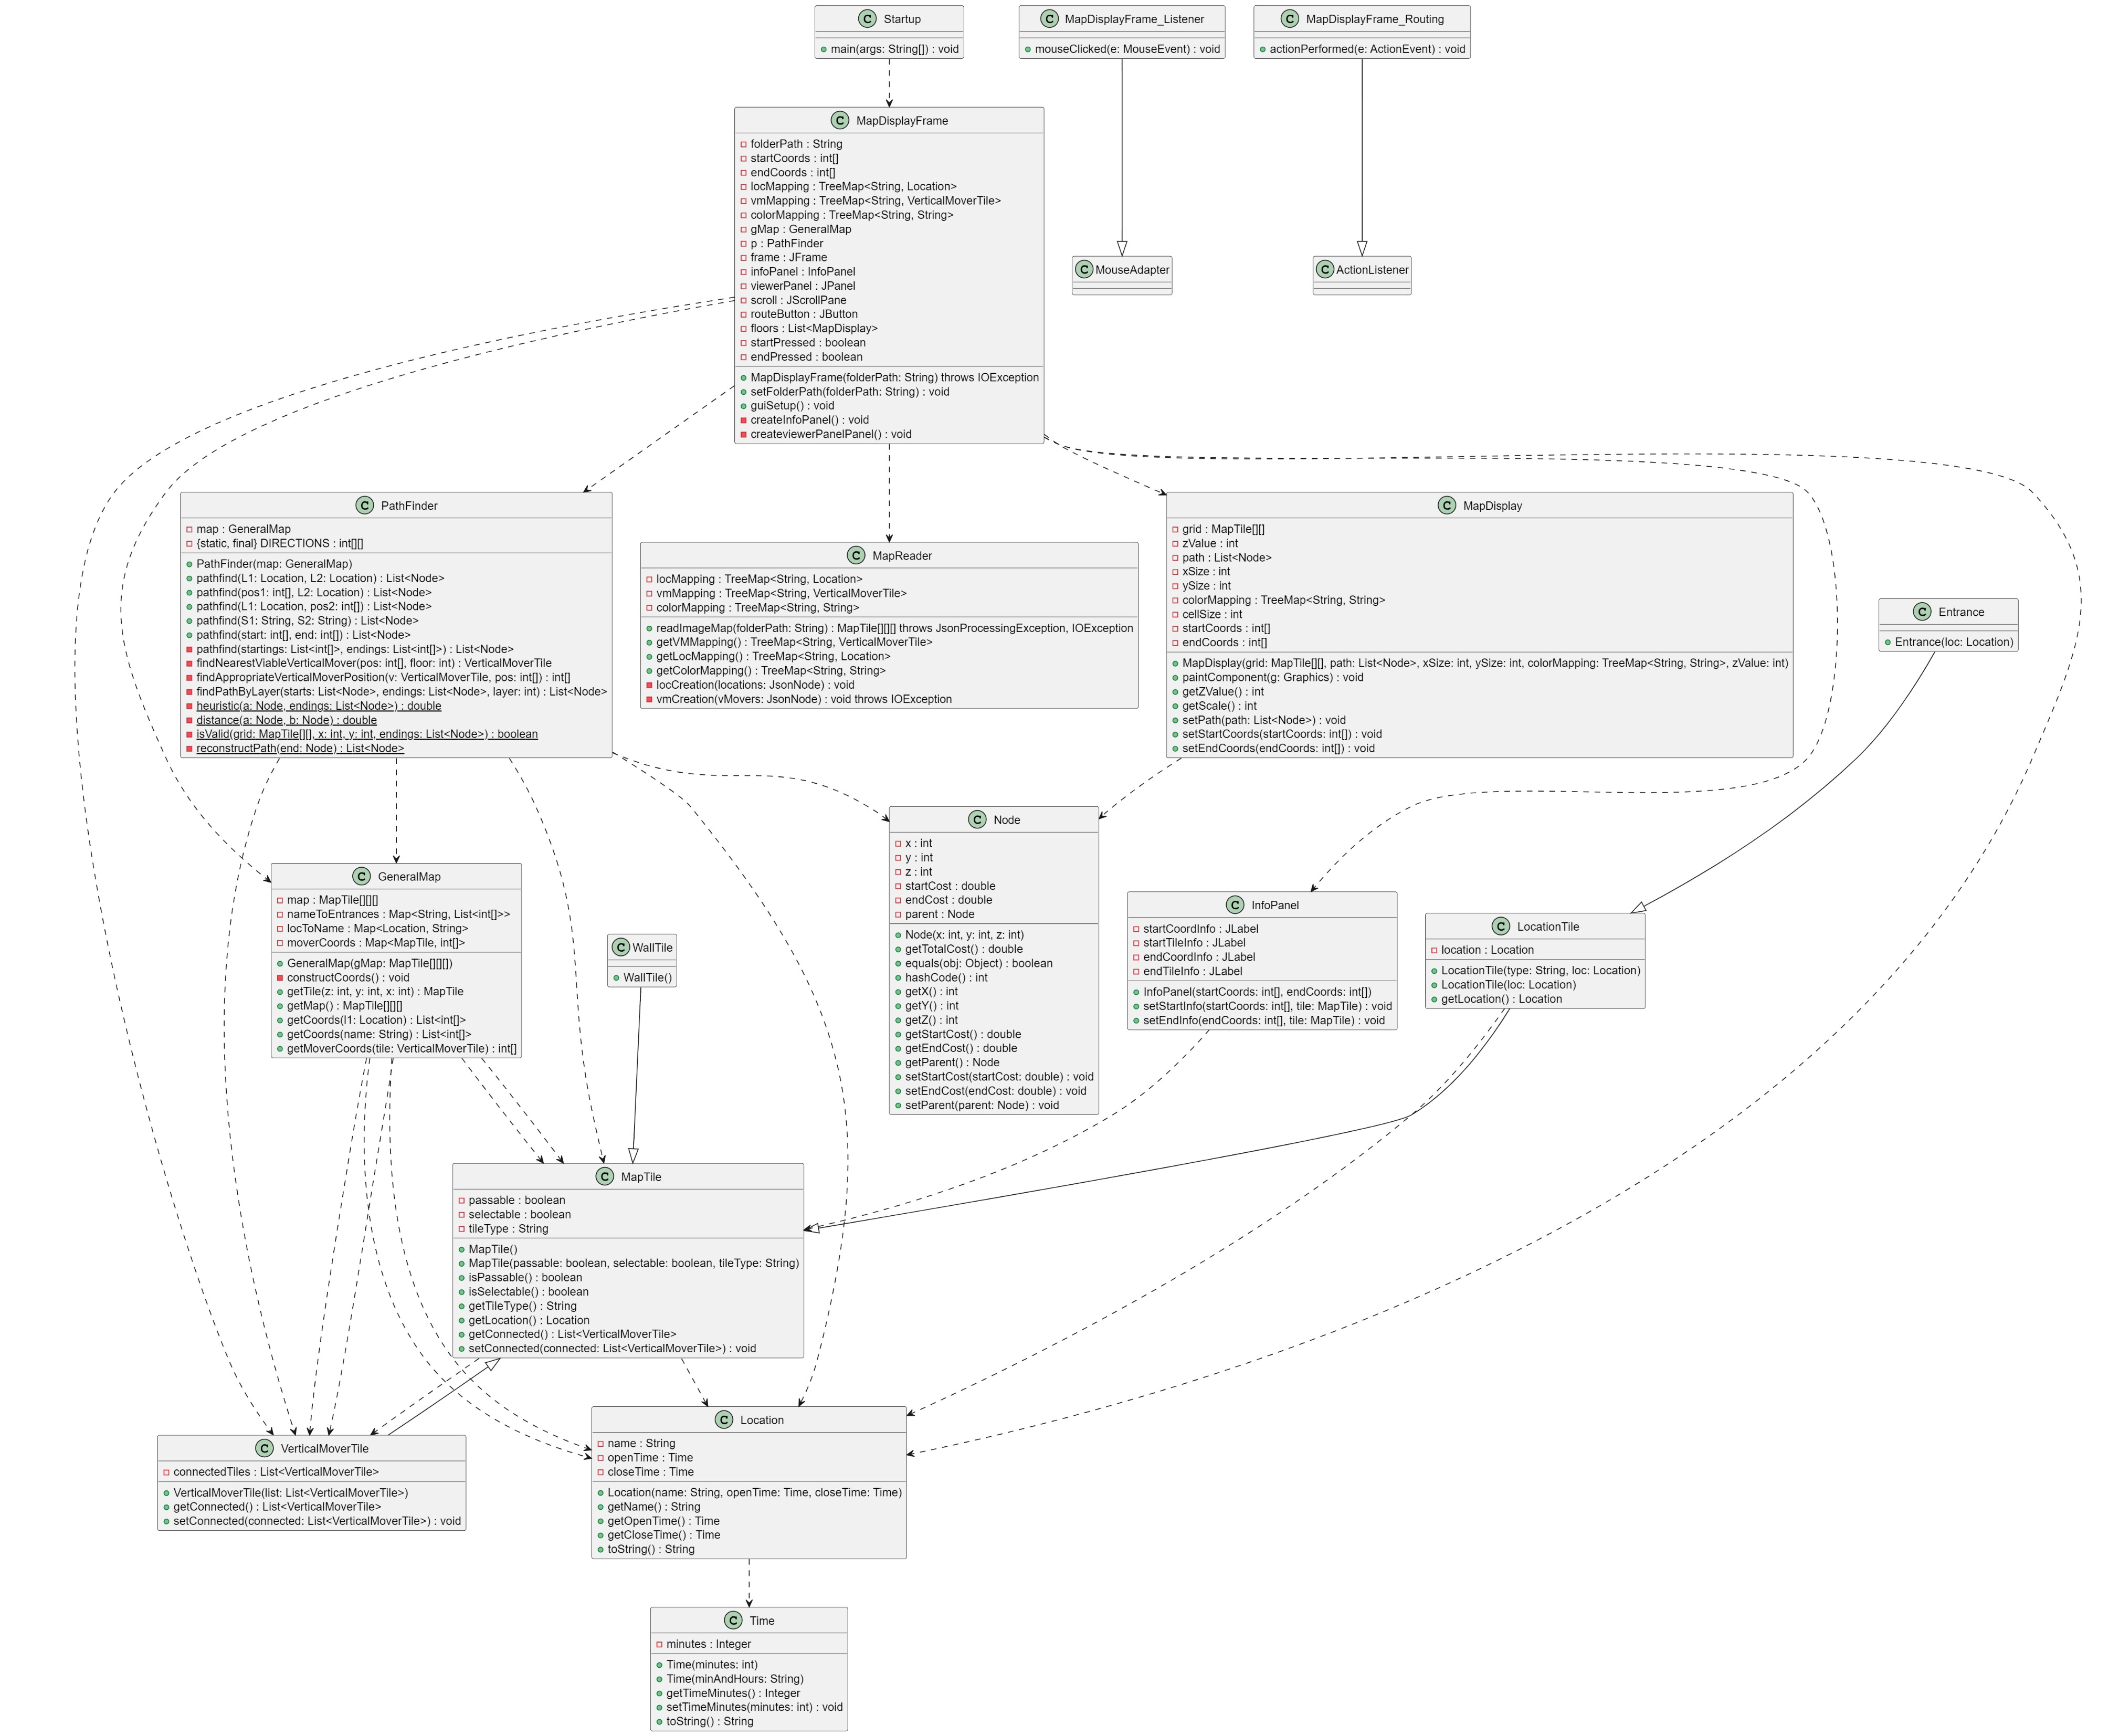 C Startup
main(args: String[]) : void
C MapDisplayFrame_Listener
mouseClicked(e: MouseEvent) : void
C MapDisplayFrame_Routing
actionPerformed(e: ActionEvent) : void
C MapDisplayFrame
folderPath : String
startCoords : int[]
endCoords : int[]
locMapping : TreeMap<String, Location>
vmMapping : TreeMap<String, VerticalMoverTile>
colorMapping : TreeMap<String, String>
gMap : GeneralMap
p : PathFinder
frame : JFrame
infoPanel : InfoPanel
viewerPanel : JPanel
scroll : JScrollPane
routeButton : JButton
floors : List<MapDisplay>
startPressed : boolean
endPressed : boolean
MapDisplayFrame(folderPath: String) throws IOException
setFolderPath(folderPath: String) : void
guiSetup() : void
createInfoPanel() : void
createviewerPanelPanel() : void
C MouseAdapter
C ActionListener
C PathFinder
map : GeneralMap
{static, final} DIRECTIONS : int[][]
PathFinder(map: GeneralMap)
pathfind(L1: Location, L2: Location) : List<Node>
pathfind(pos1: int[], L2: Location) : List<Node>
pathfind(L1: Location, pos2: int[]) : List<Node>
pathfind(S1: String, S2: String) : List<Node>
pathfind(start: int[], end: int[]) : List<Node>
pathfind(startings: List<int[]>, endings: List<int[]>) : List<Node>
findNearestViableVerticalMover(pos: int[], floor: int) : VerticalMoverTile
findAppropriateVerticalMoverPosition(v: VerticalMoverTile, pos: int[]) : int[]
findPathByLayer(starts: List<Node>, endings: List<Node>, layer: int) : List<Node>
heuristic(a: Node, endings: List<Node>) : double
distance(a: Node, b: Node) : double
isValid(grid: MapTile[][], x: int, y: int, endings: List<Node>) : boolean
reconstructPath(end: Node) : List<Node>
C MapReader
locMapping : TreeMap<String, Location>
vmMapping : TreeMap<String, VerticalMoverTile>
colorMapping : TreeMap<String, String>
readImageMap(folderPath: String) : MapTile[][][] throws JsonProcessingException, IOException
getVMMapping() : TreeMap<String, VerticalMoverTile>
getLocMapping() : TreeMap<String, Location>
getColorMapping() : TreeMap<String, String>
locCreation(locations: JsonNode) : void
vmCreation(vMovers: JsonNode) : void throws IOException
C MapDisplay
grid : MapTile[][]
zValue : int
path : List<Node>
xSize : int
ySize : int
colorMapping : TreeMap<String, String>
cellSize : int
startCoords : int[]
endCoords : int[]
MapDisplay(grid: MapTile[][], path: List<Node>, xSize: int, ySize: int, colorMapping: TreeMap<String, String>, zValue: int)
paintComponent(g: Graphics) : void
getZValue() : int
getScale() : int
setPath(path: List<Node>) : void
setStartCoords(startCoords: int[]) : void
setEndCoords(endCoords: int[]) : void
C Entrance
Entrance(loc: Location)
C Node
x : int
y : int
z : int
startCost : double
endCost : double
parent : Node
Node(x: int, y: int, z: int)
getTotalCost() : double
equals(obj: Object) : boolean
hashCode() : int
getX() : int
getY() : int
getZ() : int
getStartCost() : double
getEndCost() : double
getParent() : Node
setStartCost(startCost: double) : void
setEndCost(endCost: double) : void
setParent(parent: Node) : void
C GeneralMap
map : MapTile[][][]
nameToEntrances : Map<String, List<int[]>>
locToName : Map<Location, String>
moverCoords : Map<MapTile, int[]>
GeneralMap(gMap: MapTile[][][])
constructCoords() : void
getTile(z: int, y: int, x: int) : MapTile
getMap() : MapTile[][][]
getCoords(l1: Location) : List<int[]>
getCoords(name: String) : List<int[]>
getMoverCoords(tile: VerticalMoverTile) : int[]
C WallTile
WallTile()
C InfoPanel
startCoordInfo : JLabel
startTileInfo : JLabel
endCoordInfo : JLabel
endTileInfo : JLabel
InfoPanel(startCoords: int[], endCoords: int[])
setStartInfo(startCoords: int[], tile: MapTile) : void
setEndInfo(endCoords: int[], tile: MapTile) : void
C LocationTile
location : Location
LocationTile(type: String, loc: Location)
LocationTile(loc: Location)
getLocation() : Location
C MapTile
passable : boolean
selectable : boolean
tileType : String
MapTile()
MapTile(passable: boolean, selectable: boolean, tileType: String)
isPassable() : boolean
isSelectable() : boolean
getTileType() : String
getLocation() : Location
getConnected() : List<VerticalMoverTile>
setConnected(connected: List<VerticalMoverTile>) : void
C VerticalMoverTile
connectedTiles : List<VerticalMoverTile>
VerticalMoverTile(list: List<VerticalMoverTile>)
getConnected() : List<VerticalMoverTile>
setConnected(connected: List<VerticalMoverTile>) : void
C Location
name : String
openTime : Time
closeTime : Time
Location(name: String, openTime: Time, closeTime: Time)
getName() : String
getOpenTime() : Time
getCloseTime() : Time
toString() : String
C Time
minutes : Integer
Time(minutes: int)
Time(minAndHours: String)
getTimeMinutes() : Integer
setTimeMinutes(minutes: int) : void
toString() : String